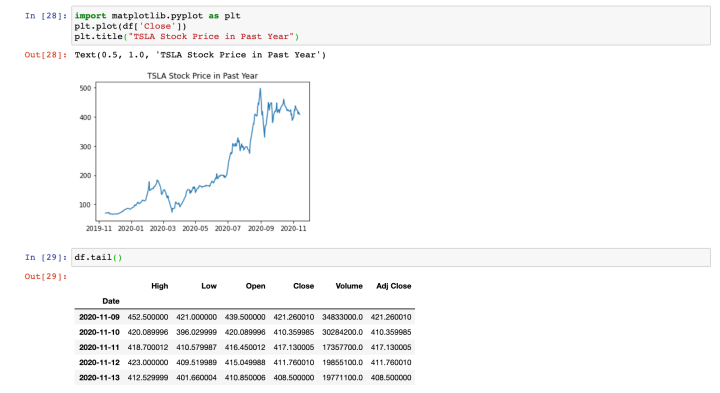 In [28]: import matplotlib.pyplot as plt
plt.plot(df['Close'])
plt.title("TSLA Stock Price in Past Year")
Out[28]: Text(0.5, 1.0, 'TSLA Stock Price in Past Year')
TSLA Stock Price in Past Year
500
400
300
200
100
2019-11 2020-01 2020-03 2020-05 2020-07 2020-09 2020-11
In [29]: df.tail()
Out[29]:
High Low Open Close Volume Adj Close
Date
2020-11-09 452.500000 421.000000 439.500000 421.260010 34833000.0 421.260010
2020-11-10 420.089996 396.029999 420.089996 410.359985 30284200.0 410.359985
2020-11-11 418.700012 410.579987 416.450012 417.130005 17357700.0 417.130005
2020-11-12 423.000000 409.519989 415.049988 411.760010 19855100.0 411.760010
2020-11-13 412.529999 401.660004 410.850006 408.500000 19771100.0 408.500000